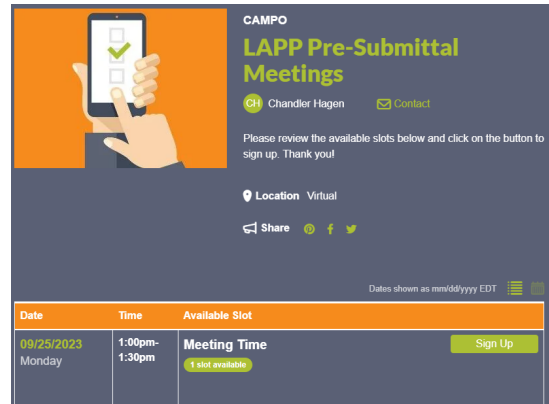 CAMPO
LAPP Pre-Submittal
Meetings
CH Chandler Hagen Contact
Please review the available slots below and click on the button to
sign up. Thank you!
Location Virtual
Share
Dates shown as mm/dd/yyyy EDT
Date Time Available Slot
09/25/2023 1:00pm- Meeting Time Sign Up
Monday 1:30pm 1 slot available